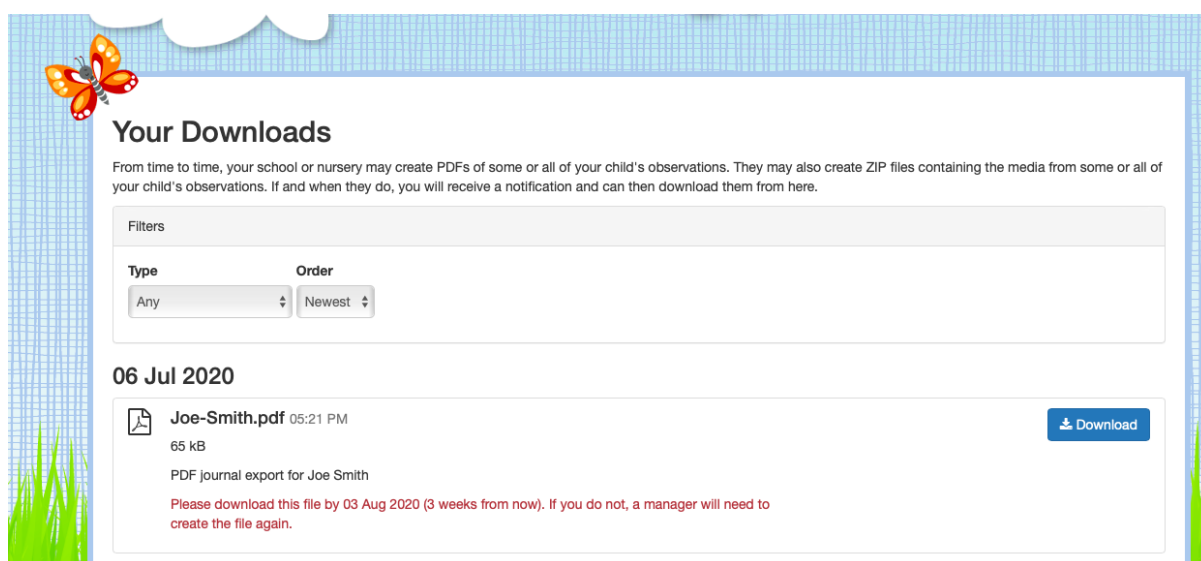 Your Downloads
From time to time, your school or nursery may create PDFs of some or all of your child's observations. They may also create ZIP files containing the media from some or all of
your child's observations. If and when they do, you will receive a notification and can then download them from here.
Filters
Type Order
Any Newest
06 Jul 2020
Joe-Smith.pdf 05:21 PM
Download
65 kB
PDF journal export for Joe Smith
Please download this file by 03 Aug 2020 (3 weeks from now). If you do not, a manager will need to
create the file again.